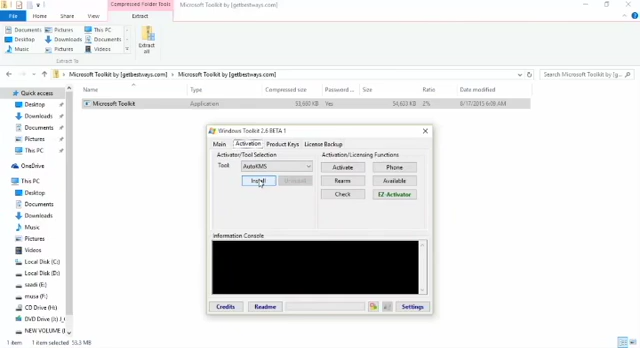 Compressed Folder Tools
Microsoft Toolkit by [getbestways.com]
File
Home
Share
View
Extract
Documents
Pictures
This PC
Desktop
Downloads
Documents
Music
Pictures
Videos
Extract To
Extract
all
Microsoft Toolkit by [getbestways.com] > Microsoft Toolkit by [getbestways.com]
Search Microsoft Toolkit by [g...
Name
Type
Compressed size
Password ...
Size
Ratio
Date modified
Microsoft Toolkit
Application
Yes
2%
Quick access
Desktop
Downloads
Documents
Pictures
This PC
OneDrive
This PC
Desktop
Documents
Downloads
Music
Pictures
Videos
Local Disk (C:)
Local Disk (D:)
saadi (E:)
musa (F:)
CD Drive (H:)
DVD Drive (I:)
NEW VOLUME
1 item
1 item selected 53.3 MB
Windows Toolkit 2.6 BETA 1
Main
Activation
Product Keys
License Backup
Activator/Tool Selection
Tool:
AutoKMS
Install
Uninstall
Activation/Licensing Functions
Activate
Phone
Rearm
Available
Check
EZ-Activator
Information Console
Credits
Readme
Settings